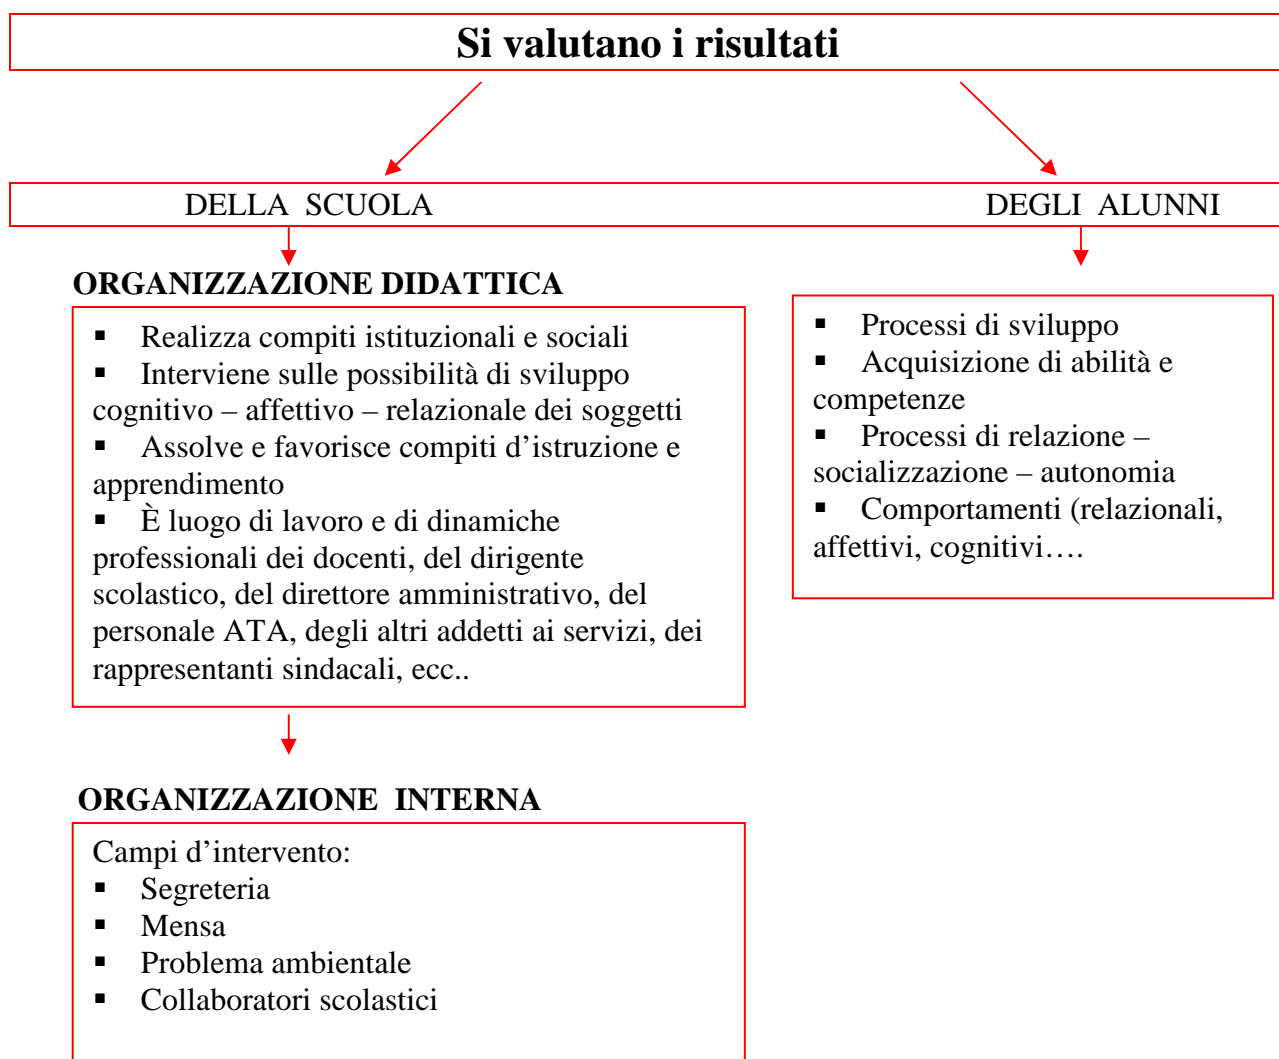 Si valutano i risultati
DELLA SCUOLA
DEGLI ALUNNI
ORGANIZZAZIONE DIDATTICA
▪ Realizza compiti istituzionali e sociali
▪ Interviene sulle possibilità di sviluppo
cognitivo – affettivo – relazionale dei soggetti
▪ Assolve e favorisce compiti d’istruzione e
apprendimento
▪ È luogo di lavoro e di dinamiche
professionali dei docenti, del dirigente
scolastico, del direttore amministrativo, del
personale ATA, degli altri addetti ai servizi, dei
rappresentanti sindacali, ecc..
▪ Processi di sviluppo
▪ Acquisizione di abilità e
competenze
▪ Processi di relazione –
socializzazione – autonomia
▪ Comportamenti (relazionali,
affettivi, cognitivi….
ORGANIZZAZIONE INTERNA
Campi d’intervento:
▪ Segreteria
▪ Mensa
▪ Problema ambientale
▪ Collaboratori scolastici